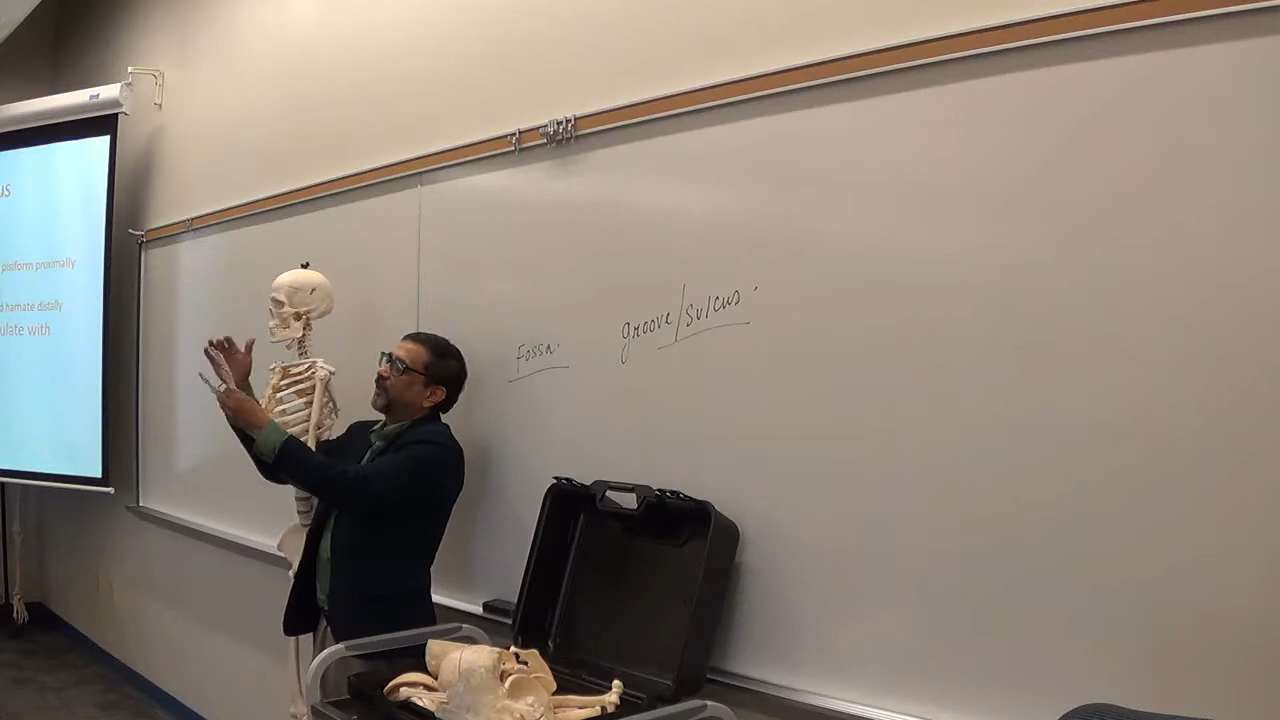 us
pisiform proximally
d hamate distally
ulate with
Fossa.
groove/sulcus.